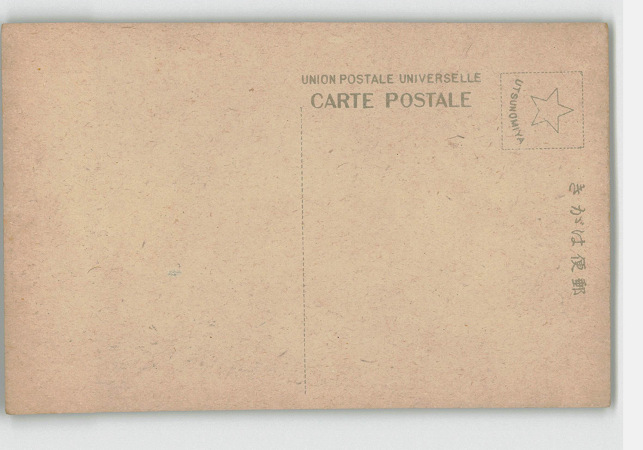 UNION POSTALE UNIVERSELLE
CARTE POSTALE
UTSUNOMIYA
きがは便郵